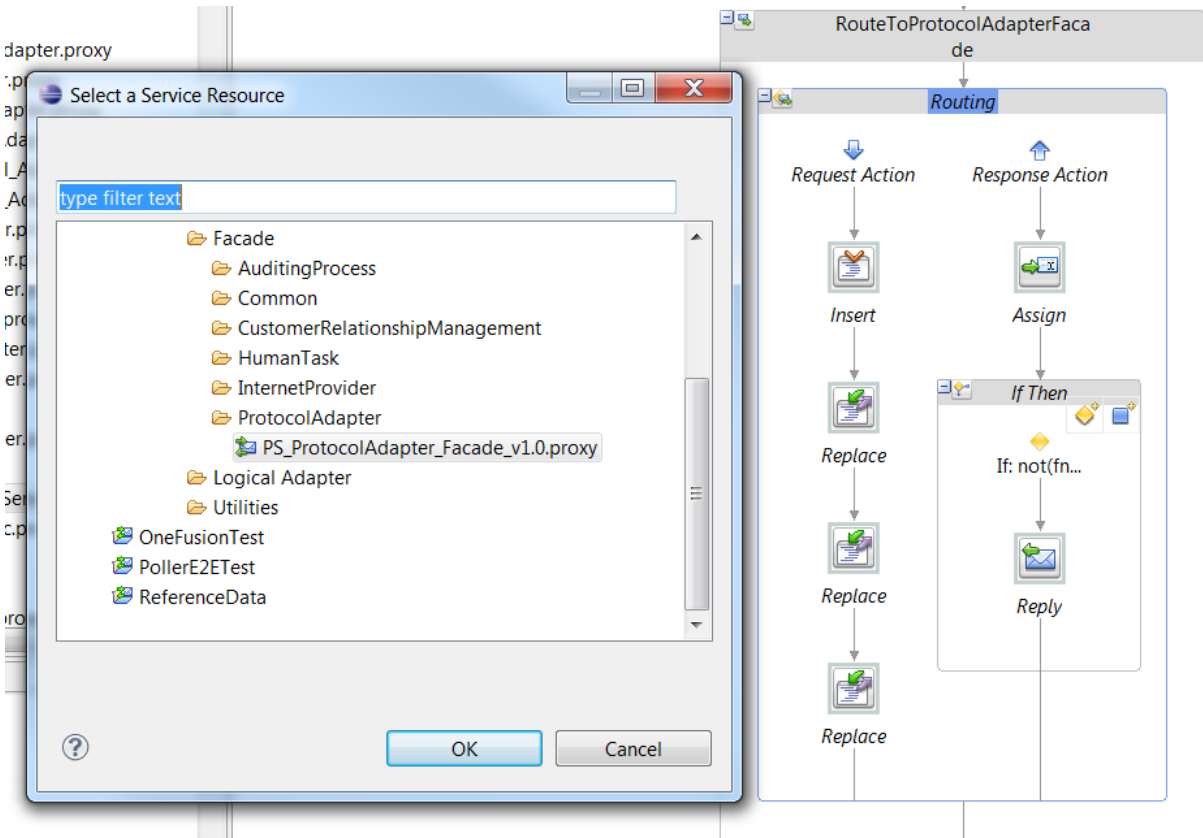 dapter.proxy
Select a Service Resource
type filter text
Facade
AuditingProcess
Common
CustomerRelationshipManagement
HumanTask
InternetProvider
ProtocolAdapter
PS_ProtocolAdapter_Facade_v1.0.proxy
Logical Adapter
Utilities
OneFusionTest
PollerE2ETest
ReferenceData
OK
Cancel
RouteToProtocolAdapterFaca
de
Routing
Request Action
Response Action
Insert
Assign
Replace
If Then
If: not(fn...
Replace
Reply
Replace